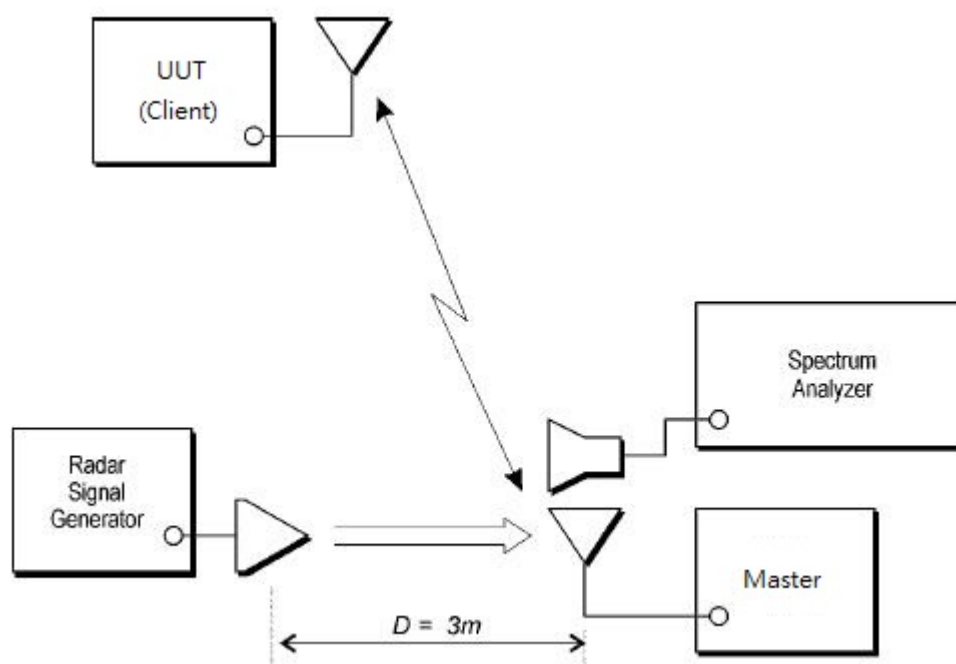 UUT
(Client)
Spectrum
Analyzer
Radar
Signal
Generator
Master
D = 3m